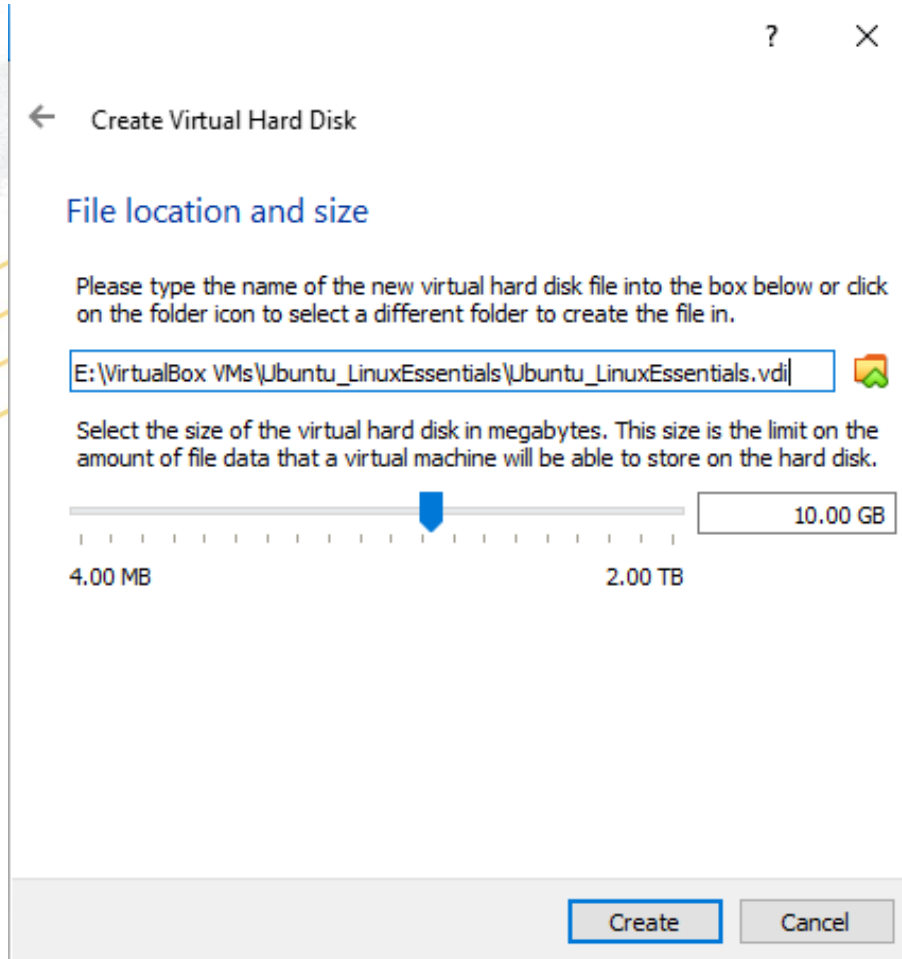 ?
Create Virtual Hard Disk
File location and size
Please type the name of the new virtual hard disk file into the box below or click
on the folder icon to select a different folder to create the file in.
E:\VirtualBox VMs\Ubuntu_LinuxEssentials\Ubuntu_LinuxEssentials.vdi
Select the size of the virtual hard disk in megabytes. This size is the limit on the
amount of file data that a virtual machine will be able to store on the hard disk.
10.00 GB
4.00 MB 2.00 TB
Create Cancel